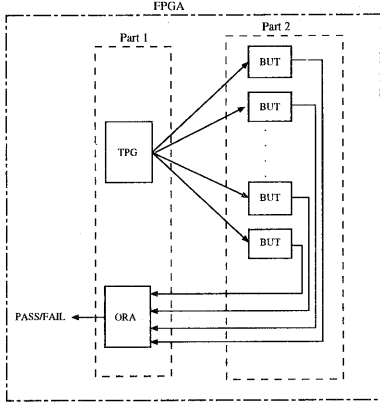 FPGA
Part 1
Part 2
BUT
BUT
TPG
BUT
BUT
ORA
PASS/FAIL